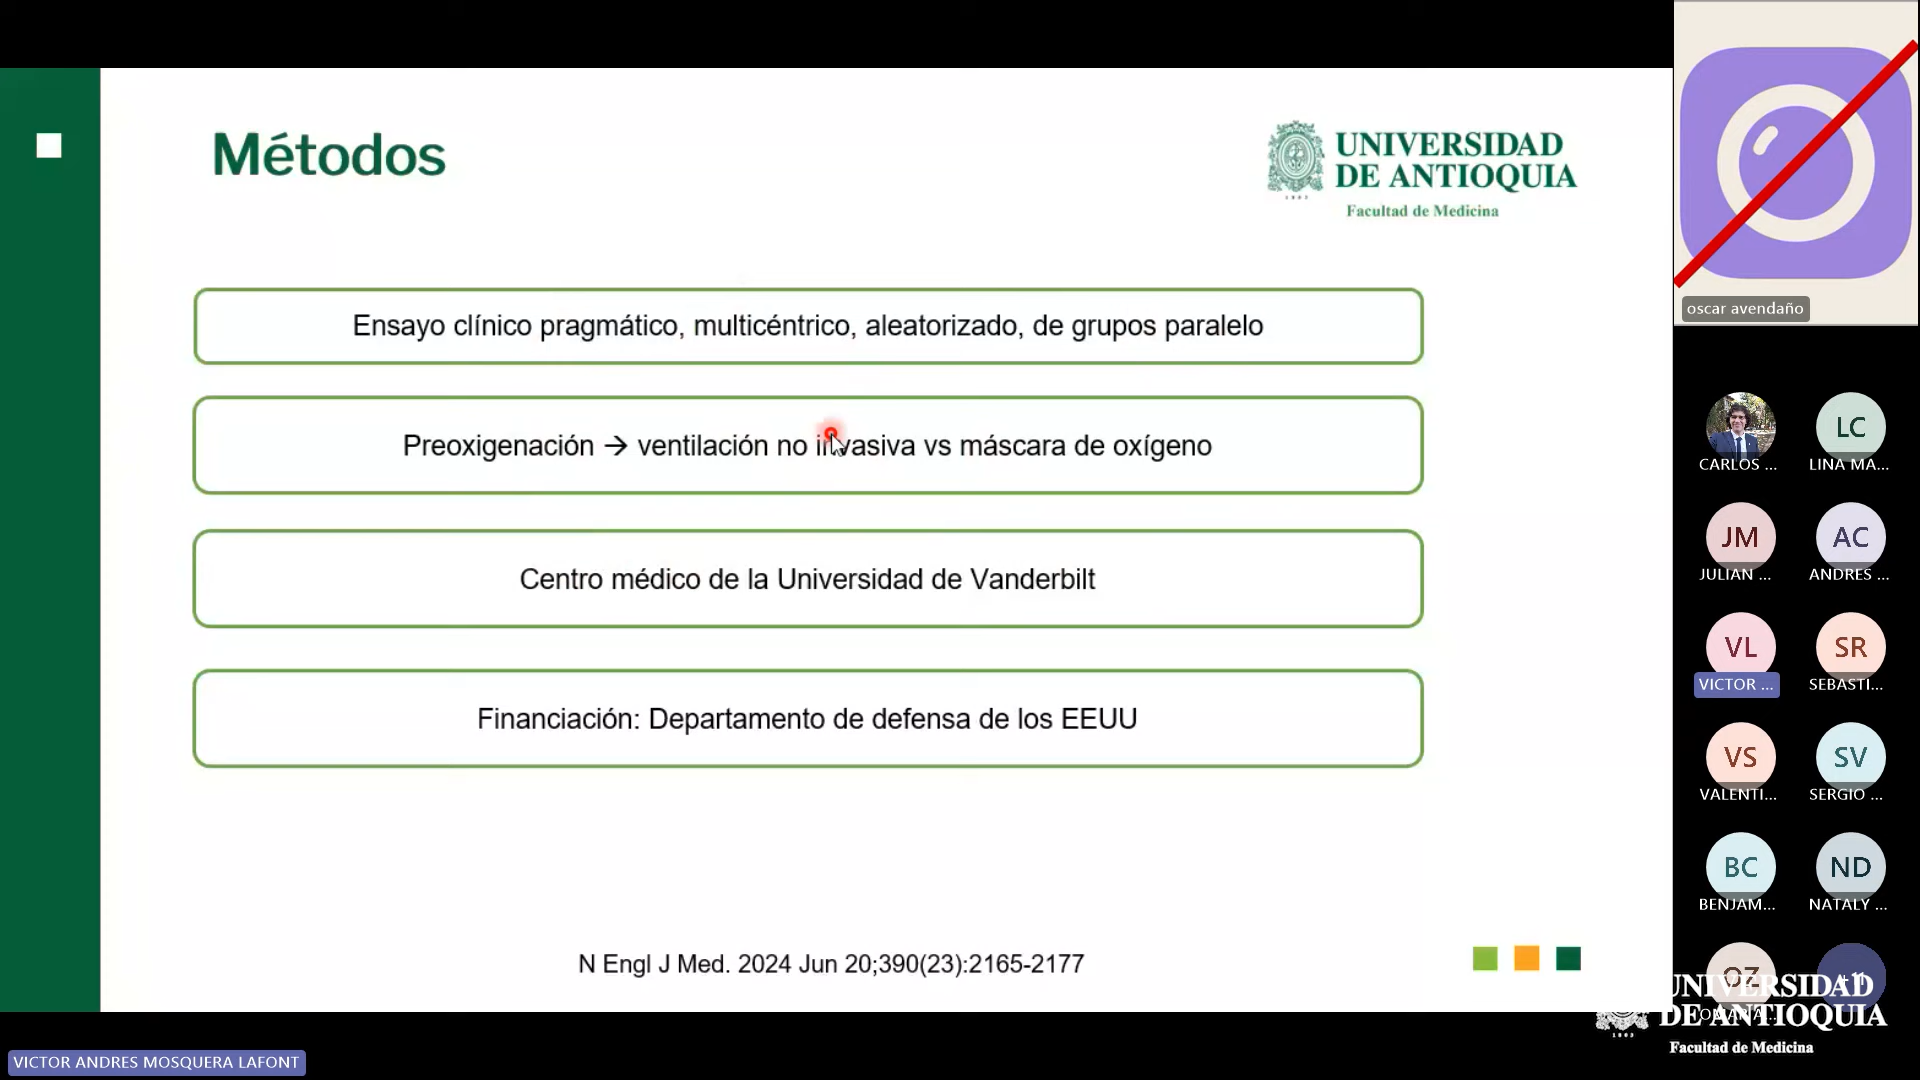 Métodos
UNIVERSIDAD
DE ANTIOQUIA
1803
Facultad de Medicina
Ensayo clínico pragmático, multicéntrico, aleatorizado, de grupos paralelo
Preoxigenación → ventilación no invasiva vs máscara de oxígeno
Centro médico de la Universidad de Vanderbilt
Financiación: Departamento de defensa de los EEUU
N Engl J Med. 2024 Jun 20;390(23):2165-2177
oscar avendaño
CARLOS ...
LC
LINA MA...
JM
JULIAN ...
AC
ANDRES ...
VL
VICTOR ...
SR
SEBASTI...
VS
VALENTI...
SV
SERGIO ...
BC
BENJAM...
ND
NATALY ...
OZ
UNIVERSIDAD
DE ANTIOQUIA
1803
Facultad de Medicina
VICTOR ANDRES MOSQUERA LAFONT